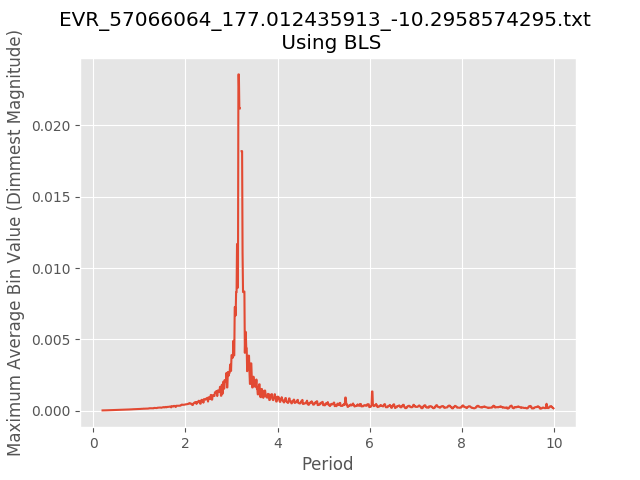 EVR_57066064_177.012435913_-10.2958574295.txt
Using BLS
Maximum Average Bin Value (Dimmest Magnitude)
0.020
0.015
0.010
0.005
0.000
0 2 4 6 8 10
Period